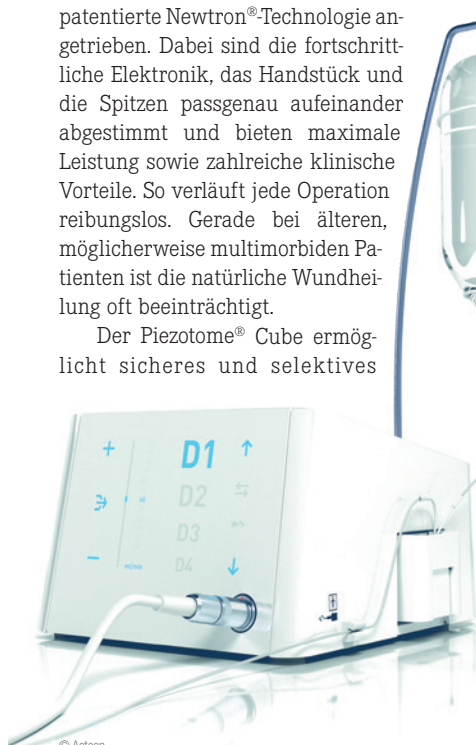 patentierte Newtron®-Technologie an-
getrieben. Dabei sind die fortschritt-
liche Elektronik, das Handstück und
die Spitzen passgenau aufeinander
abgestimmt und bieten maximale
Leistung sowie zahlreiche klinische
Vorteile. So verläuft jede Operation
reibungslos. Gerade bei älteren,
möglicherweise multimorbiden Pa-
tienten ist die natürliche Wundhei-
lung oft beeinträchtigt.
Der Piezotome® Cube ermög-
licht sicheres und selektives
D1
D2
D3
D4
ml/min